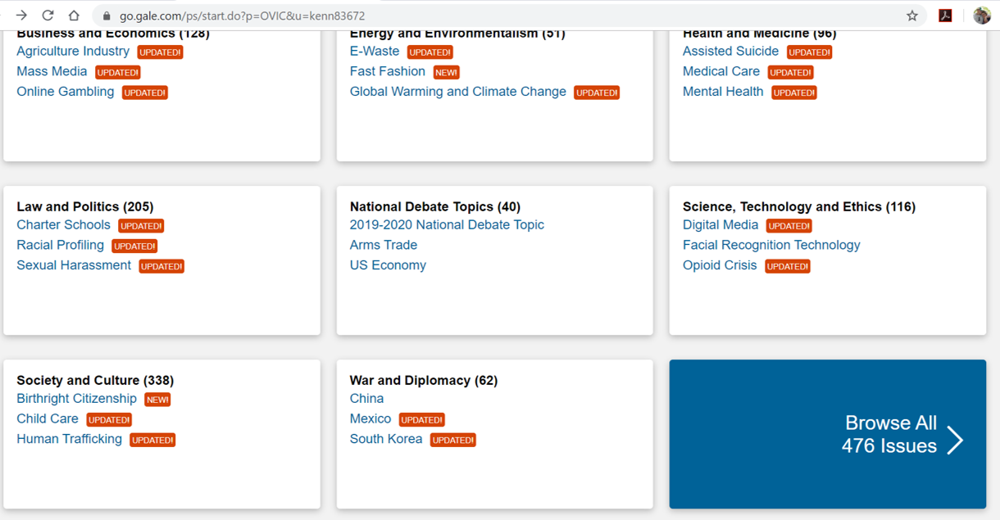 go.gale.com/ps/start.do?p=OVIC&u=kenn83672
Business and Economics (128)
Agriculture Industry UPDATED!
Mass Media UPDATED!
Online Gambling UPDATED!
Energy and Environmentalism (51)
E-Waste UPDATED!
Fast Fashion NEW!
Global Warming and Climate Change UPDATED!
Health and Medicine (96)
Assisted Suicide UPDATED!
Medical Care UPDATED!
Mental Health UPDATED!
Law and Politics (205)
Charter Schools UPDATED!
Racial Profiling UPDATED!
Sexual Harassment UPDATED!
National Debate Topics (40)
2019-2020 National Debate Topic
Arms Trade
US Economy
Science, Technology and Ethics (116)
Digital Media UPDATED!
Facial Recognition Technology
Opioid Crisis UPDATED!
Society and Culture (338)
Birthright Citizenship NEW!
Child Care UPDATED!
Human Trafficking UPDATED!
War and Diplomacy (62)
China
Mexico UPDATED!
South Korea UPDATED!
Browse All
476 Issues